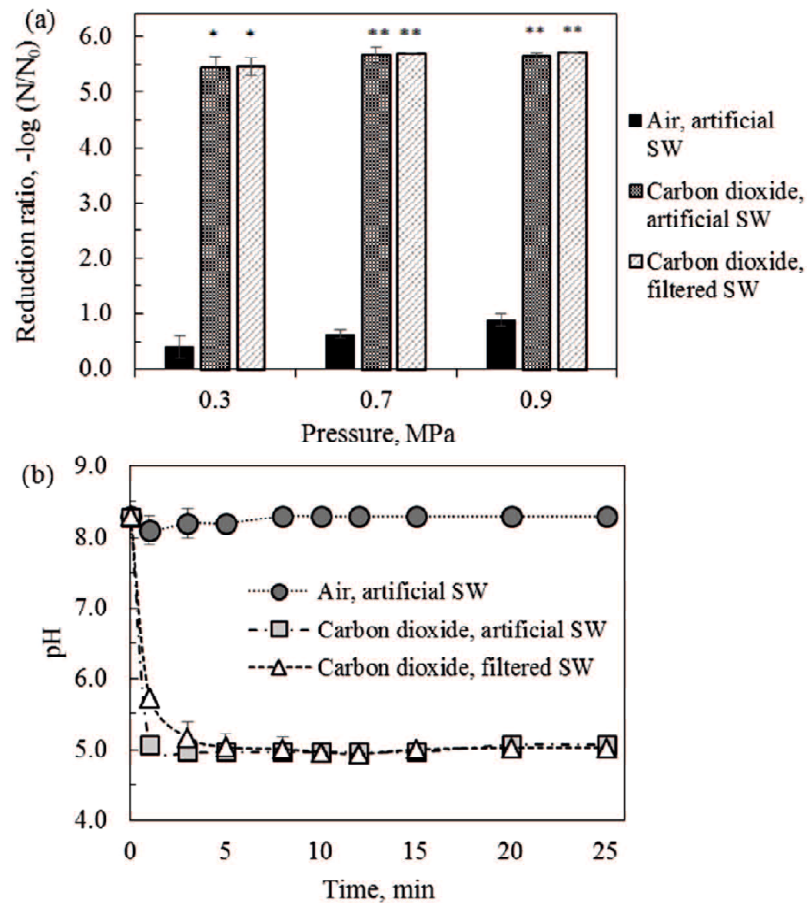 (a)
Reduction ratio, -log (N/N₀)
6.0
5.0
4.0
3.0
2.0
1.0
0.0
* * ** ** ** **
0.3 0.7 0.9
Pressure, MPa
Air, artificial
SW
Carbon dioxide,
artificial SW
Carbon dioxide,
filtered SW
(b)
pH
9.0
8.0
7.0
6.0
5.0
4.0
Air, artificial SW
Carbon dioxide, artificial SW
Carbon dioxide, filtered SW
0 5 10 15 20 25
Time, min